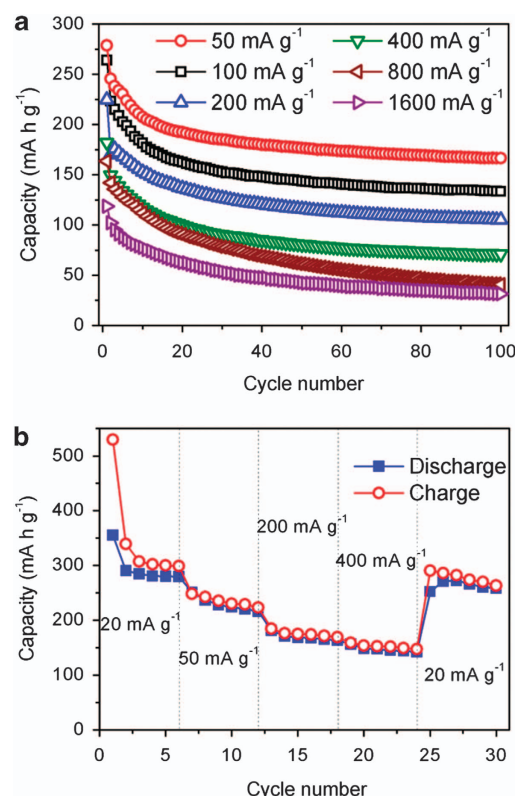 a
300
250
200
150
100
50
0
Capacity (mA h g⁻¹)
50 mA g⁻¹
400 mA g⁻¹
100 mA g⁻¹
800 mA g⁻¹
200 mA g⁻¹
1600 mA g⁻¹
0 20 40 60 80 100
Cycle number
b
500
400
300
200
100
0
Capacity (mA h g⁻¹)
Discharge
Charge
200 mA g⁻¹
400 mA g⁻¹
20 mA g⁻¹
50 mA g⁻¹
20 mA g⁻¹
0 5 10 15 20 25 30
Cycle number